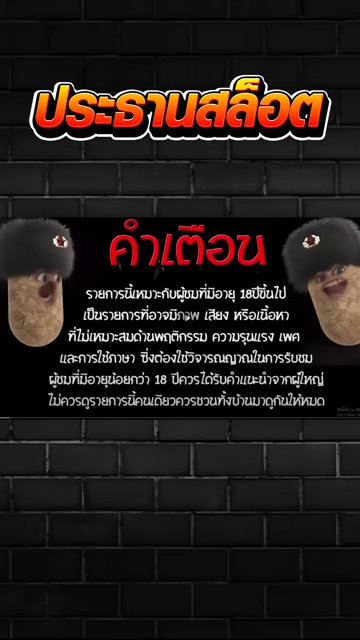 ประธานสล็อต
คำเตือน
รายการนี้เหมาะกับผู้ชมที่มีอายุ 18ปีขึ้นไป
เป็นรายการที่อาจมีภาพ เสียง หรือเนื้อหา
ที่ไม่เหมาะสมด้านพฤติกรรม ความรุนแรง เพศ
และการใช้ภาษา ซึ่งต้องใช้วิจารณญาณในการรับชม
ผู้ชมที่มีอายุน้อยกว่า 18 ปีควรได้รับคำแนะนำจากผู้ใหญ่
ไม่ควรดูรายการนี้คนเดียวควรชวนทั้งบ้านมาดูกันให้หมด